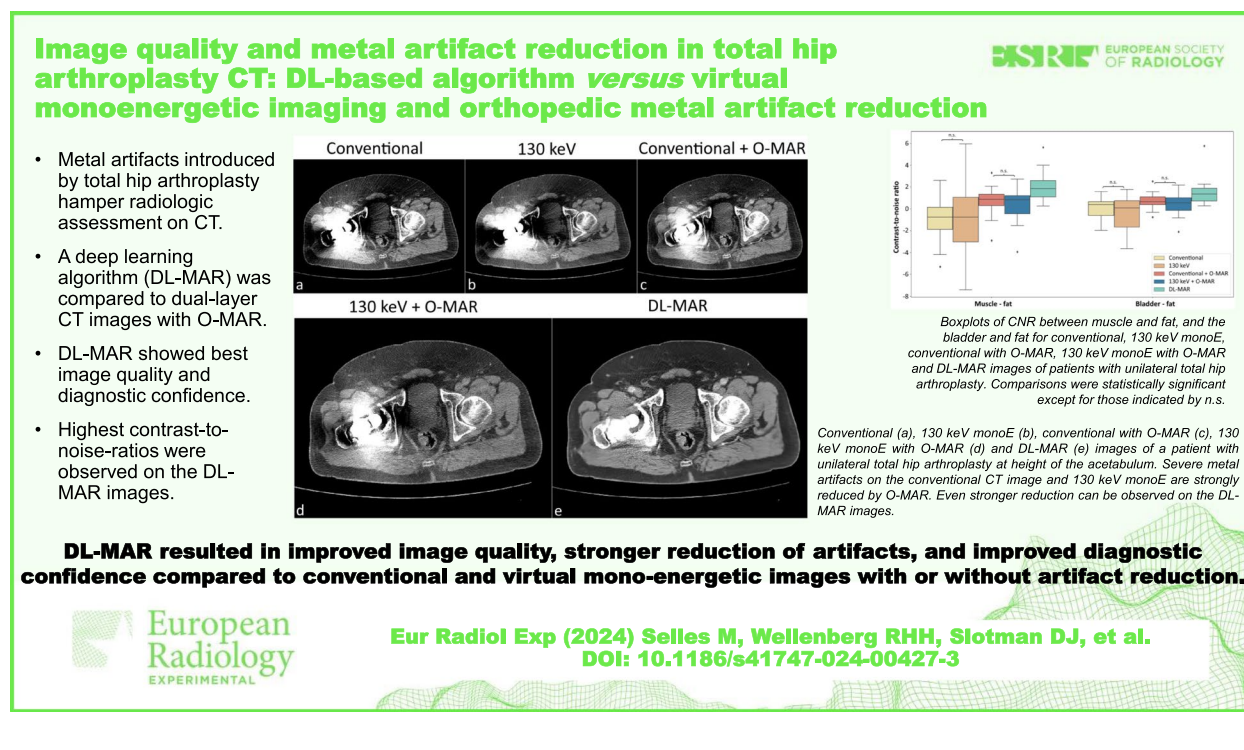 Image quality and metal artifact reduction in total hip
arthroplasty CT: DL-based algorithm versus virtual
monoenergetic imaging and orthopedic metal artifact reduction
ESR
EUROPEAN SOCIETY
OF RADIOLOGY
• Metal artifacts introduced
by total hip arthroplasty
hamper radiologic
assessment on CT.
• A deep learning
algorithm (DL-MAR) was
compared to dual-layer
CT images with O-MAR.
• DL-MAR showed best
image quality and
diagnostic confidence.
• Highest contrast-to-
noise-ratios were
observed on the DL-
MAR images.
Conventional
130 keV
Conventional + O-MAR
a
b
c
130 keV + O-MAR
DL-MAR
d
e
Contrast-to-noise ratio
6
4
2
0
-2
-4
-6
-8
n.s.
n.s.
n.s.
n.s.
Conventional
130 keV
Conventional + O-MAR
130 keV + O-MAR
DL-MAR
Muscle - fat
Bladder - fat
Boxplots of CNR between muscle and fat, and the
bladder and fat for conventional, 130 keV monoE,
conventional with O-MAR, 130 keV monoE with O-MAR
and DL-MAR images of patients with unilateral total hip
arthroplasty. Comparisons were statistically significant
except for those indicated by n.s.
Conventional (a), 130 keV monoE (b), conventional with O-MAR (c), 130
keV monoE with O-MAR (d) and DL-MAR (e) images of a patient with
unilateral total hip arthroplasty at height of the acetabulum. Severe metal
artifacts on the conventional CT image and 130 keV monoE are strongly
reduced by O-MAR. Even stronger reduction can be observed on the DL-
MAR images.
DL-MAR resulted in improved image quality, stronger reduction of artifacts, and improved diagnostic
confidence compared to conventional and virtual mono-energetic images with or without artifact reduction.
European
Radiology
EXPERIMENTAL
Eur Radiol Exp (2024) Selles M, Wellenberg RHH, Slotman DJ, et al.
DOI: 10.1186/s41747-024-00427-3